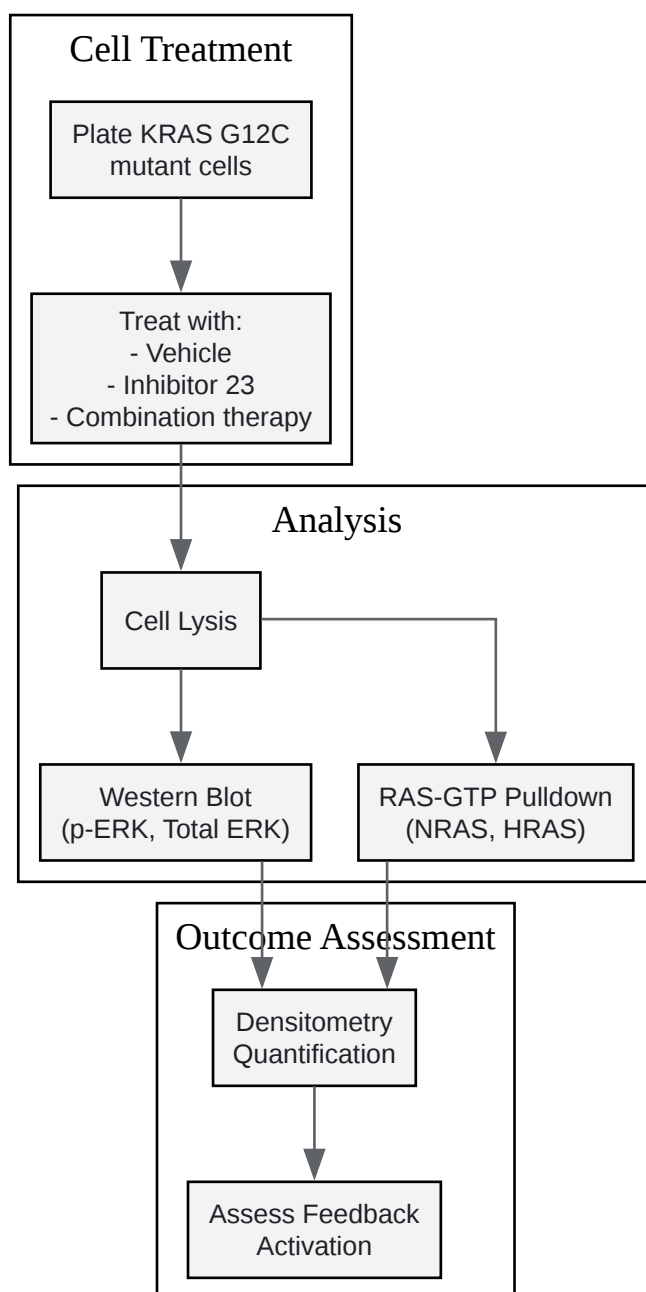 Cell Treatment
Plate KRAS G12C
mutant cells
Treat with:
- Vehicle
- Inhibitor 23
- Combination therapy
Analysis
Cell Lysis
Western Blot
(p-ERK, Total ERK)
RAS-GTP Pulldown
(NRAS, HRAS)
Outcome Assessment
Densitometry
Quantification
Assess Feedback
Activation